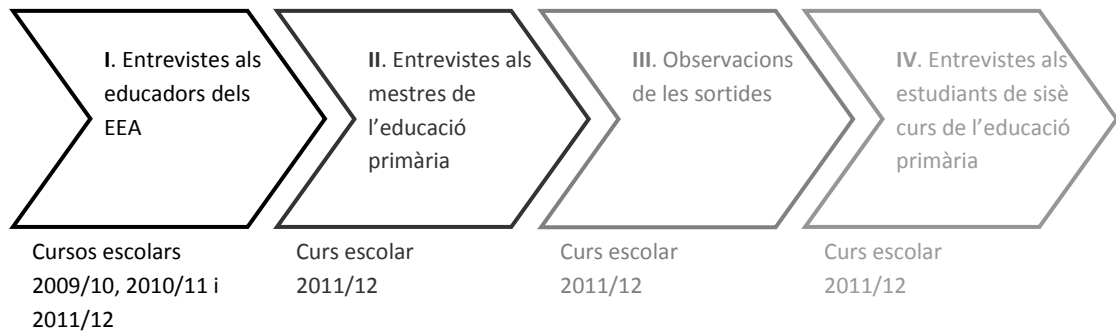 I. Entrevistes als
educadors dels
EEA
II. Entrevistes als
mestres de
l’educació
primària
III. Observacions
de les sortides
IV. Entrevistes als
estudiants de sisè
curs de l’educació
primària
Cursos escolars
2009/10, 2010/11 i
2011/12
Curs escolar
2011/12
Curs escolar
2011/12
Curs escolar
2011/12